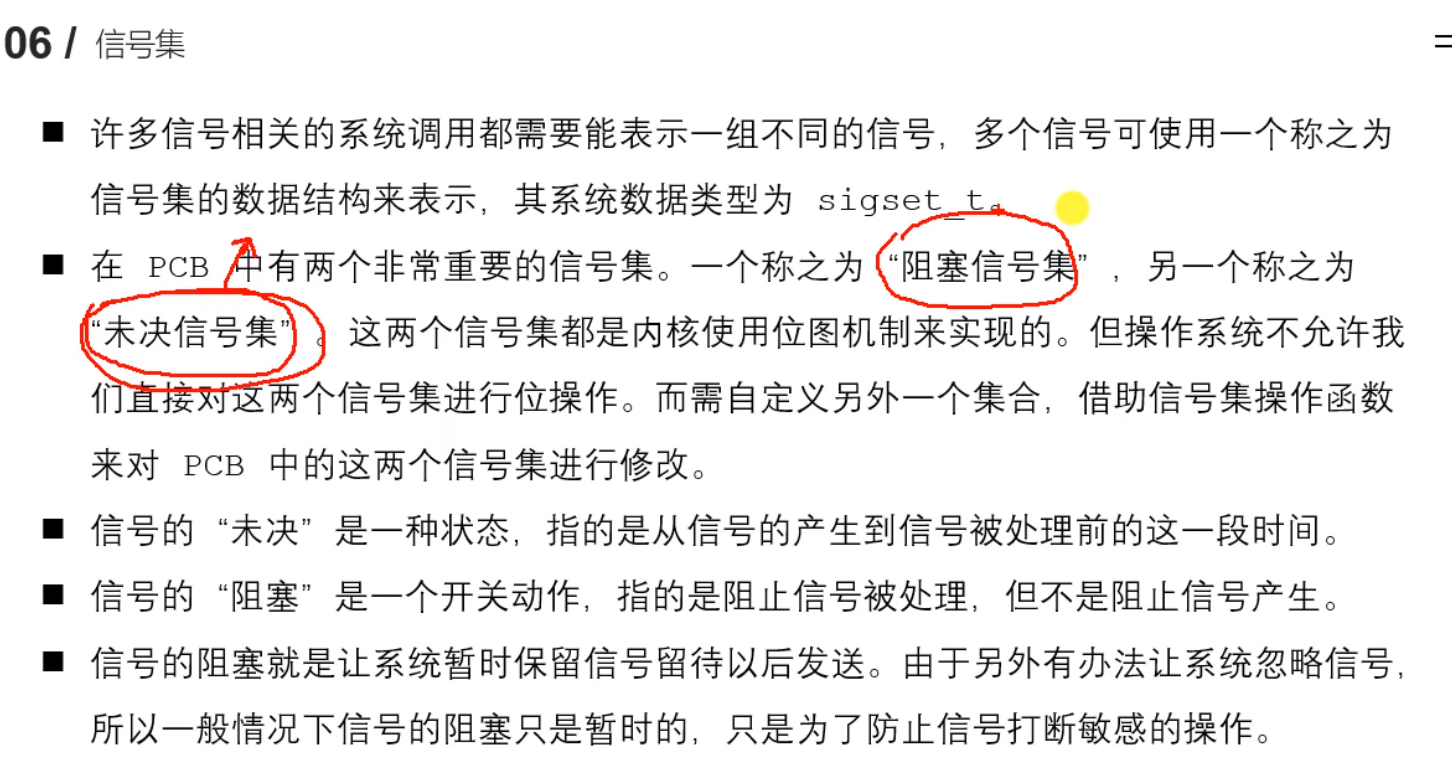 06 / 信号集
■ 许多信号相关的系统调用都需要能表示一组不同的信号，多个信号可使用一个称之为
信号集的数据结构来表示，其系统数据类型为 sigset_t。
■ 在 PCB 中有两个非常重要的信号集。一个称之为 “阻塞信号集” ，另一个称之为
“未决信号集” 。这两个信号集都是内核使用位图机制来实现的。但操作系统不允许我
们直接对这两个信号集进行位操作。而需自定义另外一个集合，借助信号集操作函数
来对 PCB 中的这两个信号集进行修改。
■ 信号的 “未决” 是一种状态，指的是从信号的产生到信号被处理前的这一段时间。
■ 信号的 “阻塞” 是一个开关动作，指的是阻止信号被处理，但不是阻止信号产生。
■ 信号的阻塞就是让系统暂时保留信号留待以后发送。由于另外有办法让系统忽略信号，
所以一般情况下信号的阻塞只是暂时的，只是为了防止信号打断敏感的操作。